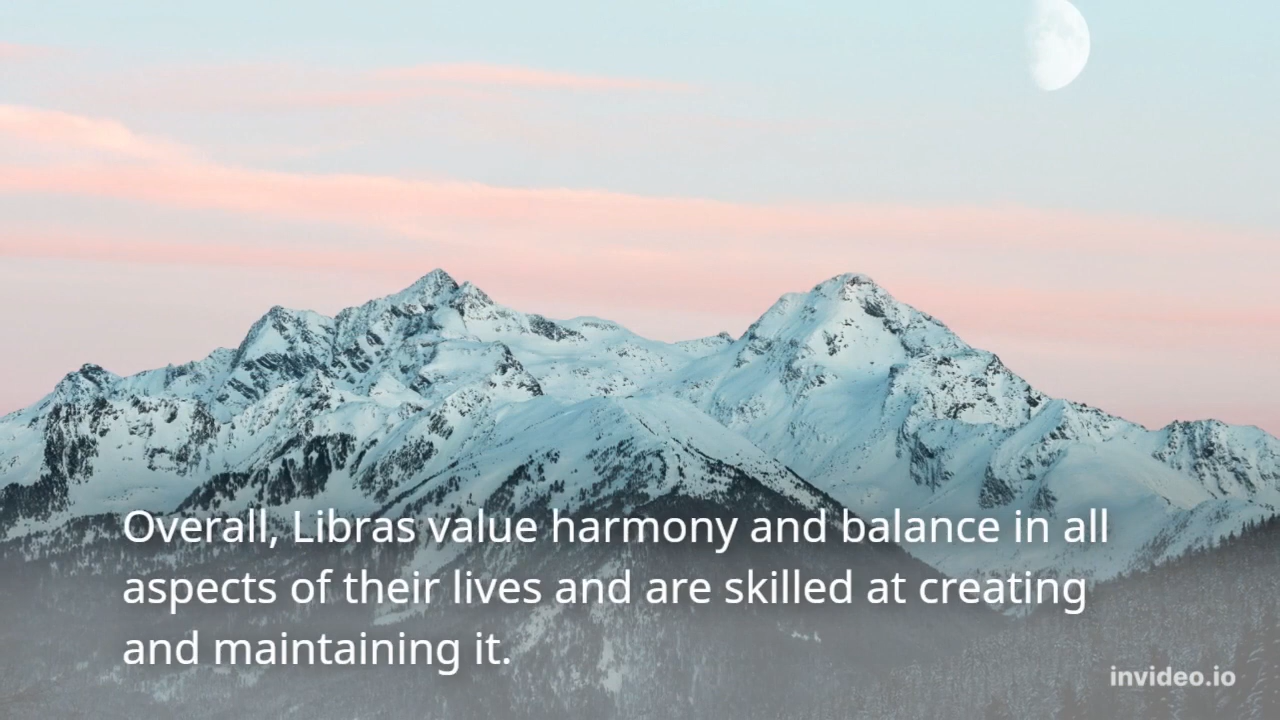 Overall, Libras value harmony and balance in all
aspects of their lives and are skilled at creating
and maintaining it.
invideo.io